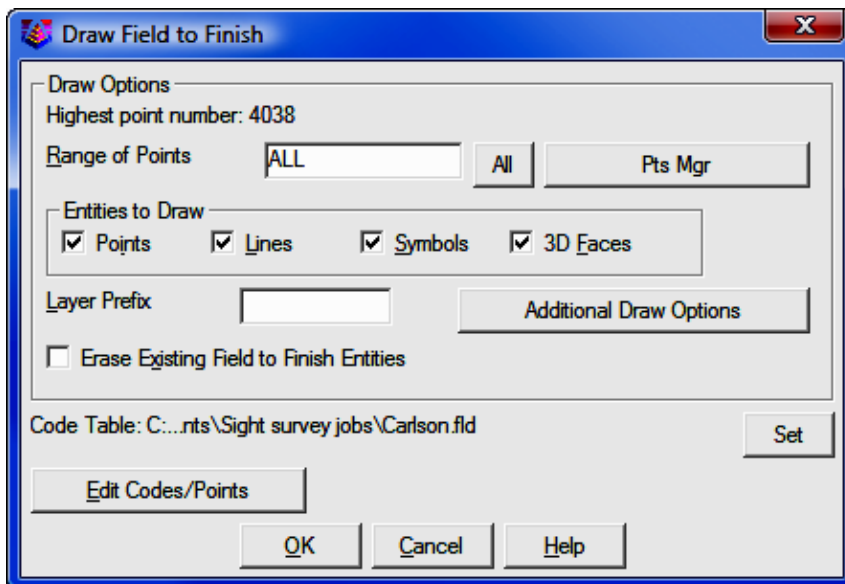 Draw Field to Finish
Draw Options
Highest point number: 4038
Range of Points ALL All Pts Mgr
Entities to Draw
Points Lines Symbols 3D Faces
Layer Prefix Additional Draw Options
Erase Existing Field to Finish Entities
Code Table: C:...nts\Sight survey jobs\Carlson.fld Set
Edit Codes/Points
OK Cancel Help